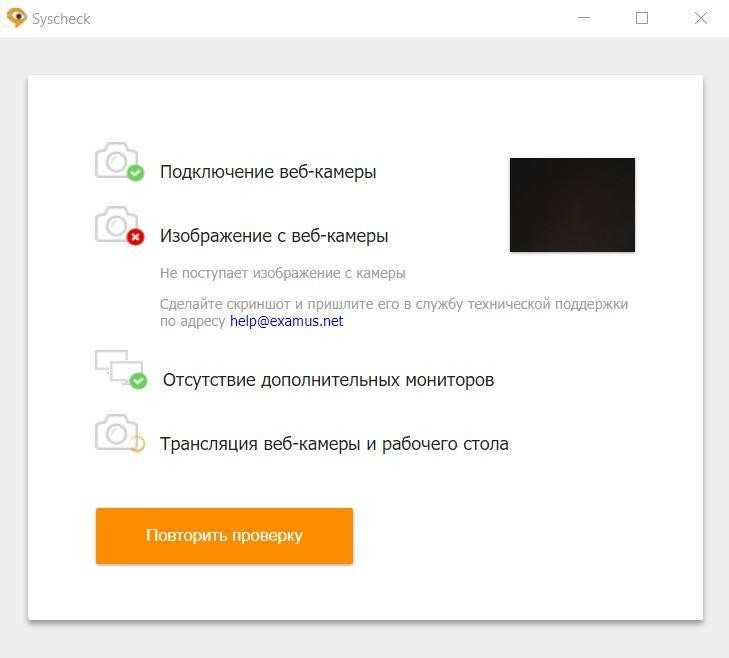 Syscheck
Подключение веб-камеры
Изображение с веб-камеры
Не поступает изображение с камеры
Сделайте скриншот и пришлите его в службу технической поддержки
по адресу help@examus.net
Отсутствие дополнительных мониторов
Трансляция веб-камеры и рабочего стола
Повторить проверку